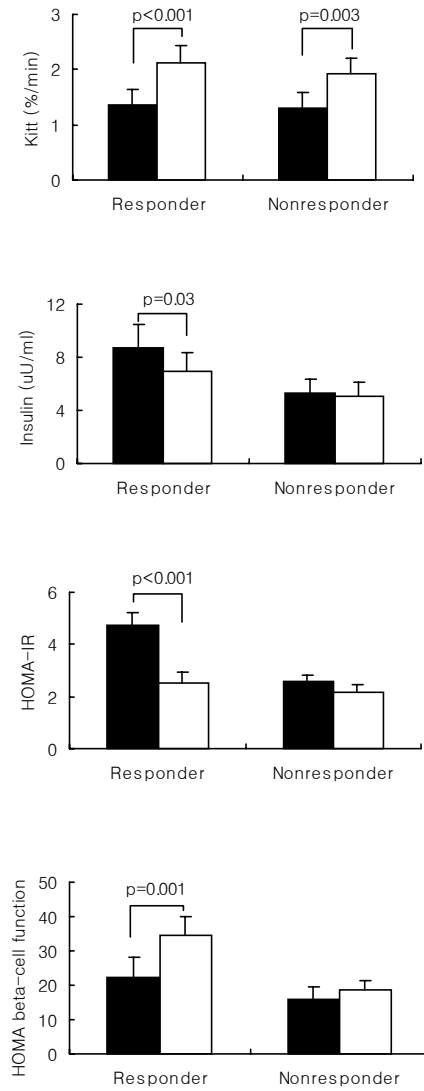 p<0.001
p=0.003
Kitt (%/min)
3
2
1
0
Responder
Nonresponder
p=0.03
Insulin (uU/ml)
12
8
4
0
Responder
Nonresponder
p<0.001
HOMA-IR
6
4
2
0
Responder
Nonresponder
p=0.001
HOMA beta-cell function
50
40
30
20
10
0
Responder
Nonresponder